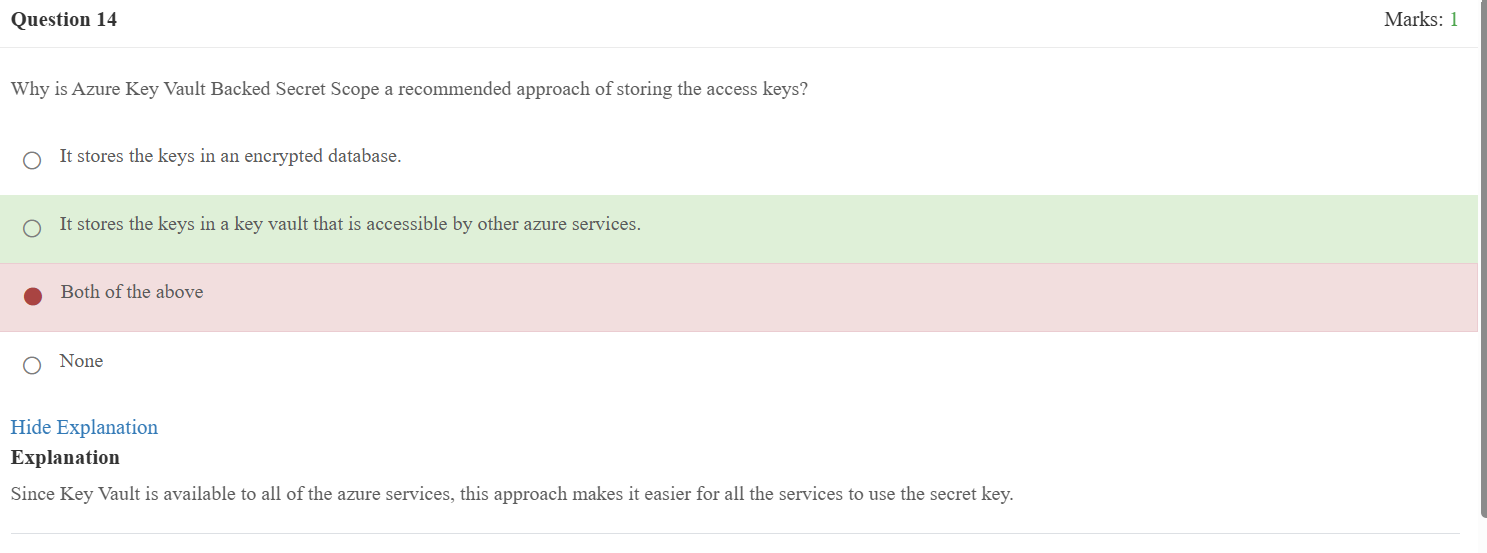 Question 14
Marks: 1
Why is Azure Key Vault Backed Secret Scope a recommended approach of storing the access keys?
It stores the keys in an encrypted database.
It stores the keys in a key vault that is accessible by other azure services.
Both of the above
None
Hide Explanation
Explanation
Since Key Vault is available to all of the azure services, this approach makes it easier for all the services to use the secret key.